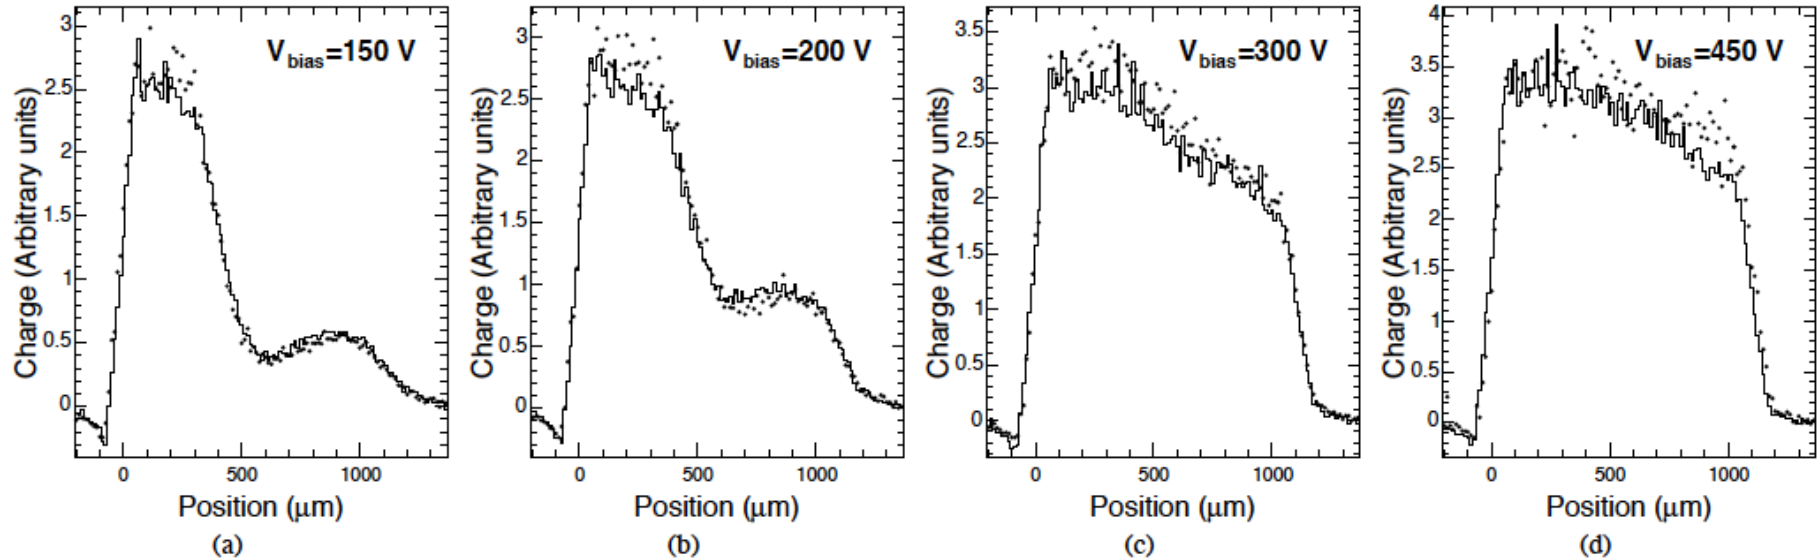 V_bias=150 V
Charge (Arbitrary units)
3
2.5
2
1.5
1
0.5
0
0 500 1000
Position (μm)
(a)
V_bias=200 V
Charge (Arbitrary units)
3
2.5
2
1.5
1
0.5
0
0 500 1000
Position (μm)
(b)
V_bias=300 V
Charge (Arbitrary units)
3.5
3
2.5
2
1.5
1
0.5
0
0 500 1000
Position (μm)
(c)
V_bias=450 V
Charge (Arbitrary units)
4
3.5
3
2.5
2
1.5
1
0.5
0
0 500 1000
Position (μm)
(d)